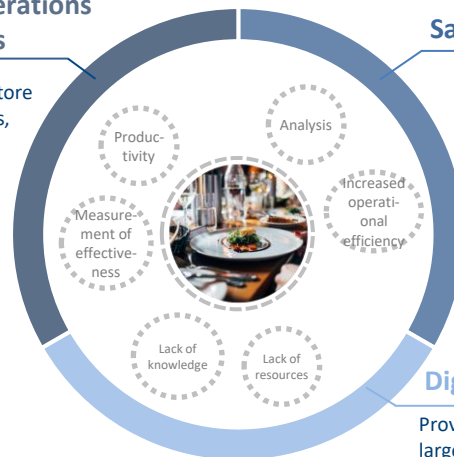 erations
s
Sa
tore
s,
Analysis
Produc-
tivity
Increased
operati-
onal
efficiency
Measure-
ment of
effective-
ness
Lack of
knowledge
Lack of
resources
Dig
Prov
large